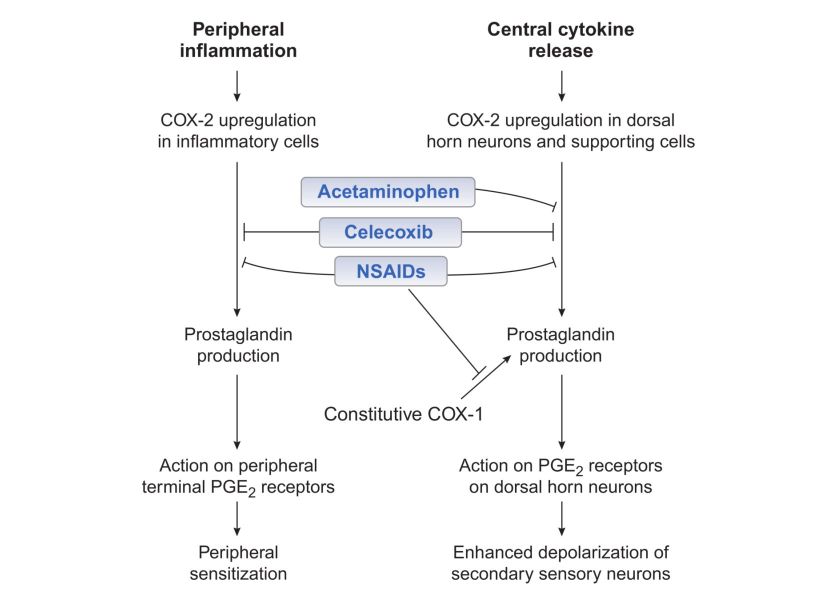 Peripheral
inflammation
Central cytokine
release
COX-2 upregulation
in inflammatory cells
COX-2 upregulation in dorsal
horn neurons and supporting cells
Acetaminophen
Celecoxib
NSAIDs
Prostaglandin
production
Prostaglandin
production
Constitutive COX-1
Action on peripheral
terminal PGE₂ receptors
Action on PGE₂ receptors
on dorsal horn neurons
Peripheral
sensitization
Enhanced depolarization of
secondary sensory neurons